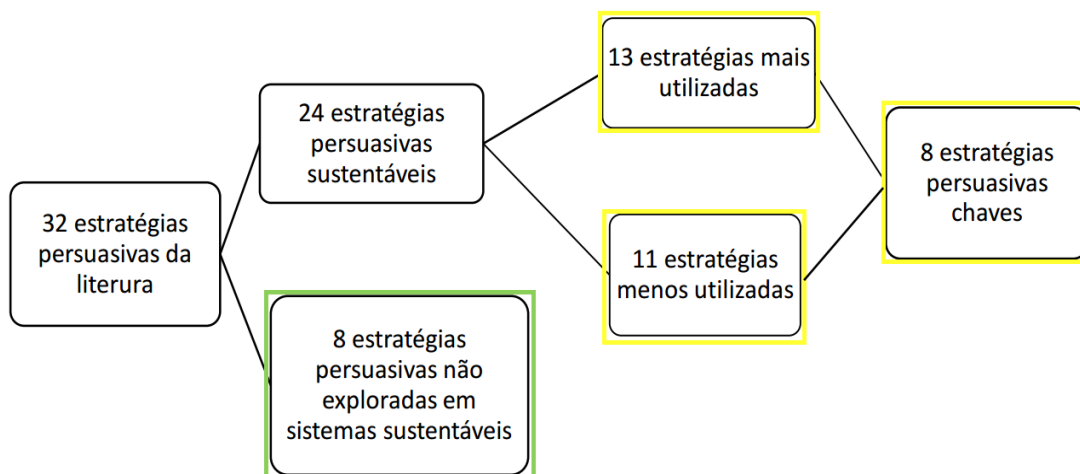 32 estratégias
persuasivas da
literura
24 estratégias
persuasivas
sustentáveis
8 estratégias
persuasivas não
exploradas em
sistemas sustentáveis
13 estratégias mais
utilizadas
11 estratégias
menos utilizadas
8 estratégias
persuasivas
chaves